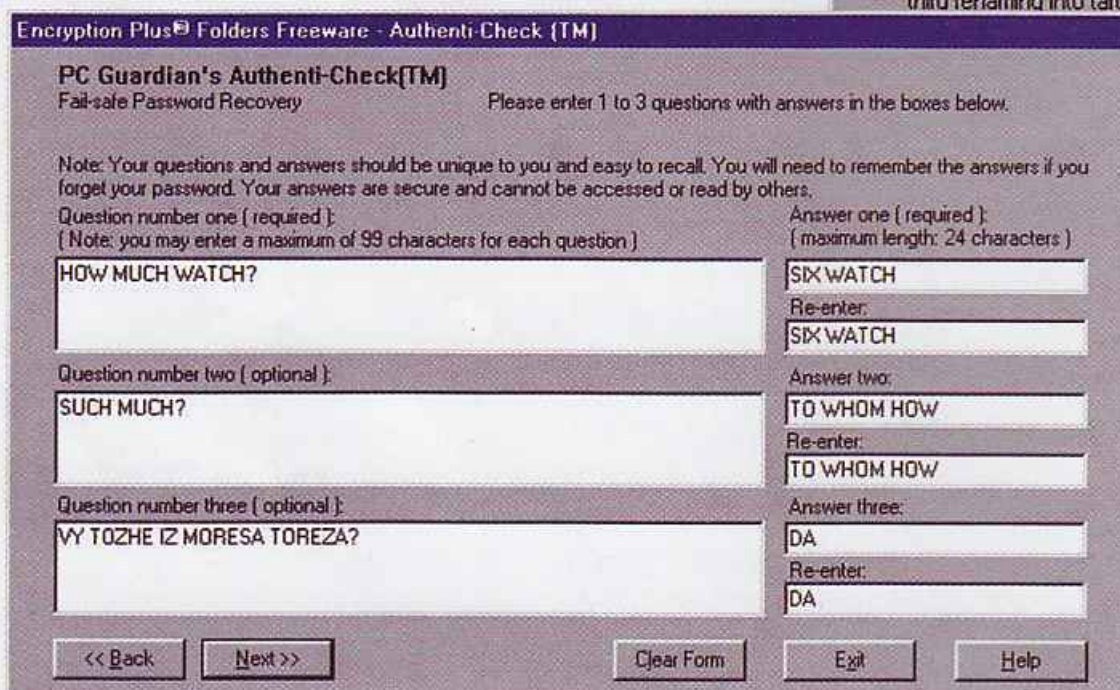 third renaming into
Encryption Plus® Folders Freeware - Authenti-Check (TM)
PC Guardian's Authenti-Check(TM)
Fail-safe Password Recovery
Please enter 1 to 3 questions with answers in the boxes below.
Note: Your questions and answers should be unique to you and easy to recall. You will need to remember the answers if you
forget your password. Your answers are secure and cannot be accessed or read by others.
Question number one ( required ):
( Note: you may enter a maximum of 99 characters for each question )
Answer one ( required ):
( maximum length: 24 characters )
HOW MUCH WATCH?
SIX WATCH
Re-enter:
SIX WATCH
Question number two ( optional ):
Answer two:
SUCH MUCH?
TO WHOM HOW
Re-enter:
TO WHOM HOW
Question number three ( optional ):
Answer three:
VY TOZHE IZ MORESA TOREZA?
DA
Re-enter:
DA
<< Back
Next >>
Clear Form
Exit
Help